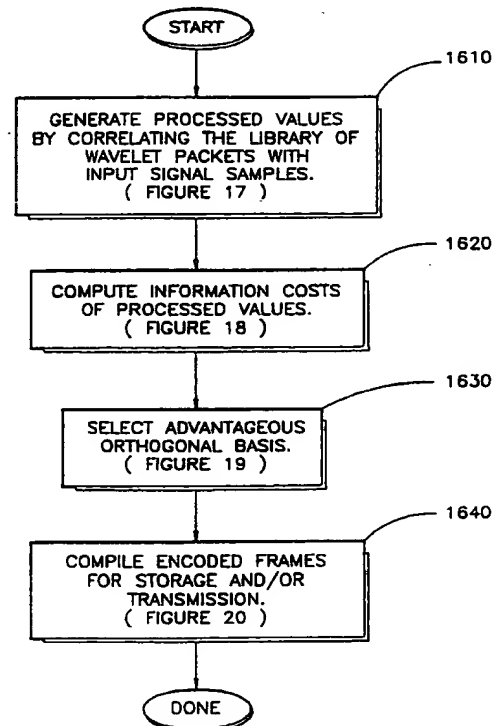 START
1610
GENERATE PROCESSED VALUES
BY CORRELATING THE LIBRARY OF
WAVELET PACKETS WITH
INPUT SIGNAL SAMPLES.
( FIGURE 17 )
1620
COMPUTE INFORMATION COSTS
OF PROCESSED VALUES.
( FIGURE 18 )
1630
SELECT ADVANTAGEOUS
ORTHOGONAL BASIS.
( FIGURE 19 )
1640
COMPILE ENCODED FRAMES
FOR STORAGE AND/OR
TRANSMISSION.
( FIGURE 20 )
DONE